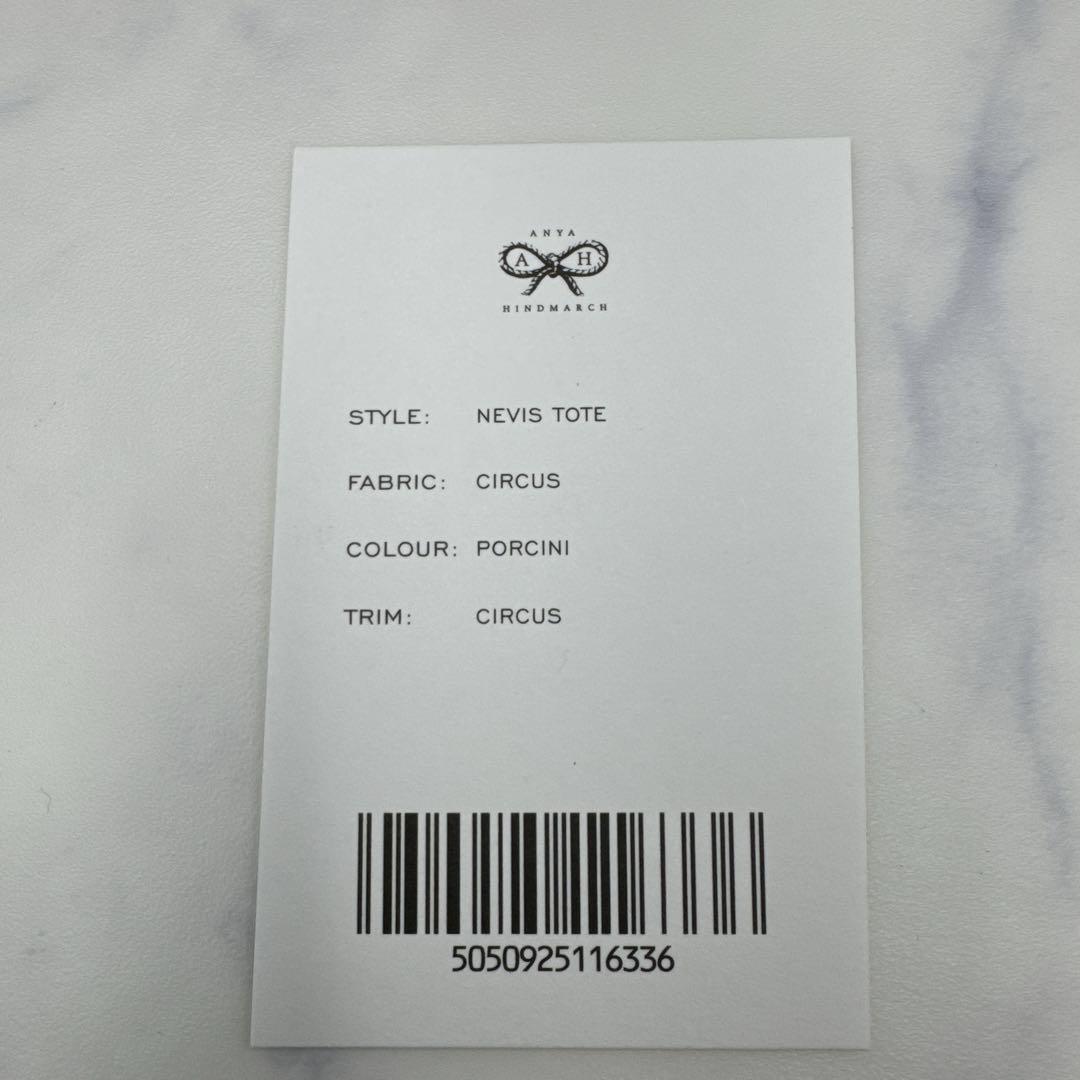 ANYA
A H
HINDMARCH
STYLE: NEVIS TOTE
FABRIC: CIRCUS
COLOUR: PORCINI
TRIM: CIRCUS
5050925116336